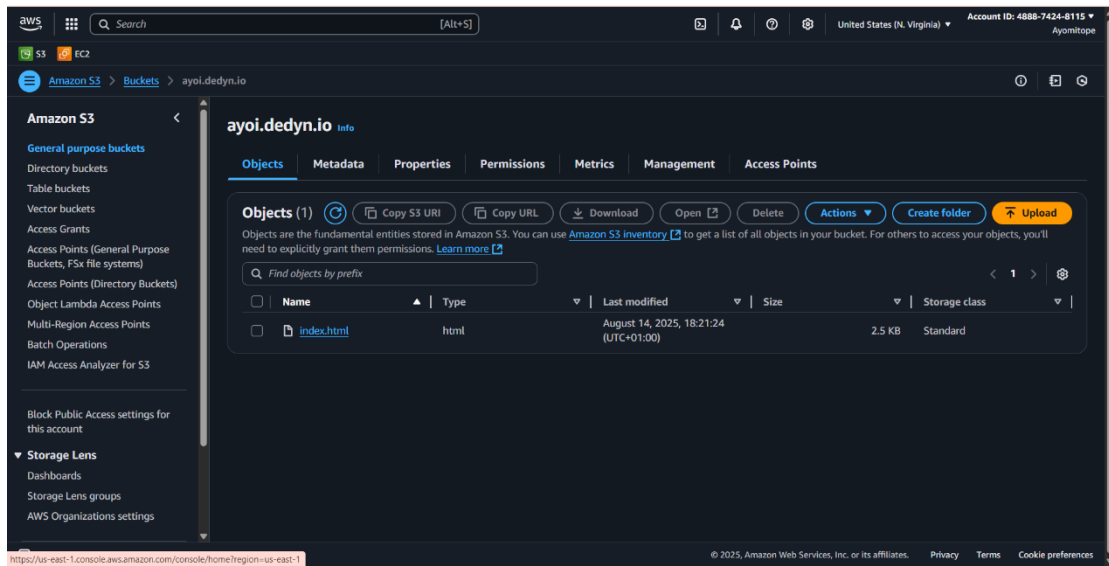 aws
Search
[Alt+S]
United States (N. Virginia) ▼
Account ID: 4888-7424-8115 ▼
Ayomitope
S3
EC2
Amazon S3 > Buckets > ayoi.dedyn.io
Amazon S3
General purpose buckets
Directory buckets
Table buckets
Vector buckets
Access Grants
Access Points (General Purpose
Buckets, FSx file systems)
Access Points (Directory Buckets)
Object Lambda Access Points
Multi-Region Access Points
Batch Operations
IAM Access Analyzer for S3
Block Public Access settings for
this account
▼ Storage Lens
Dashboards
Storage Lens groups
AWS Organizations settings
ayoi.dedyn.io Info
Objects Metadata Properties Permissions Metrics Management Access Points
Objects (1) Copy S3 URI Copy URL Download Open Delete Actions ▼ Create folder Upload
Objects are the fundamental entities stored in Amazon S3. You can use Amazon S3 inventory to get a list of all objects in your bucket. For others to access your objects, you'll
need to explicitly grant them permissions. Learn more
Find objects by prefix
< 1 >
Name Type Last modified Size Storage class
index.html html August 14, 2025, 18:21:24 2.5 KB Standard
(UTC+01:00)
https://us-east-1.console.aws.amazon.com/console/home?region=us-east-1
© 2025, Amazon Web Services, Inc. or its affiliates. Privacy Terms Cookie preferences